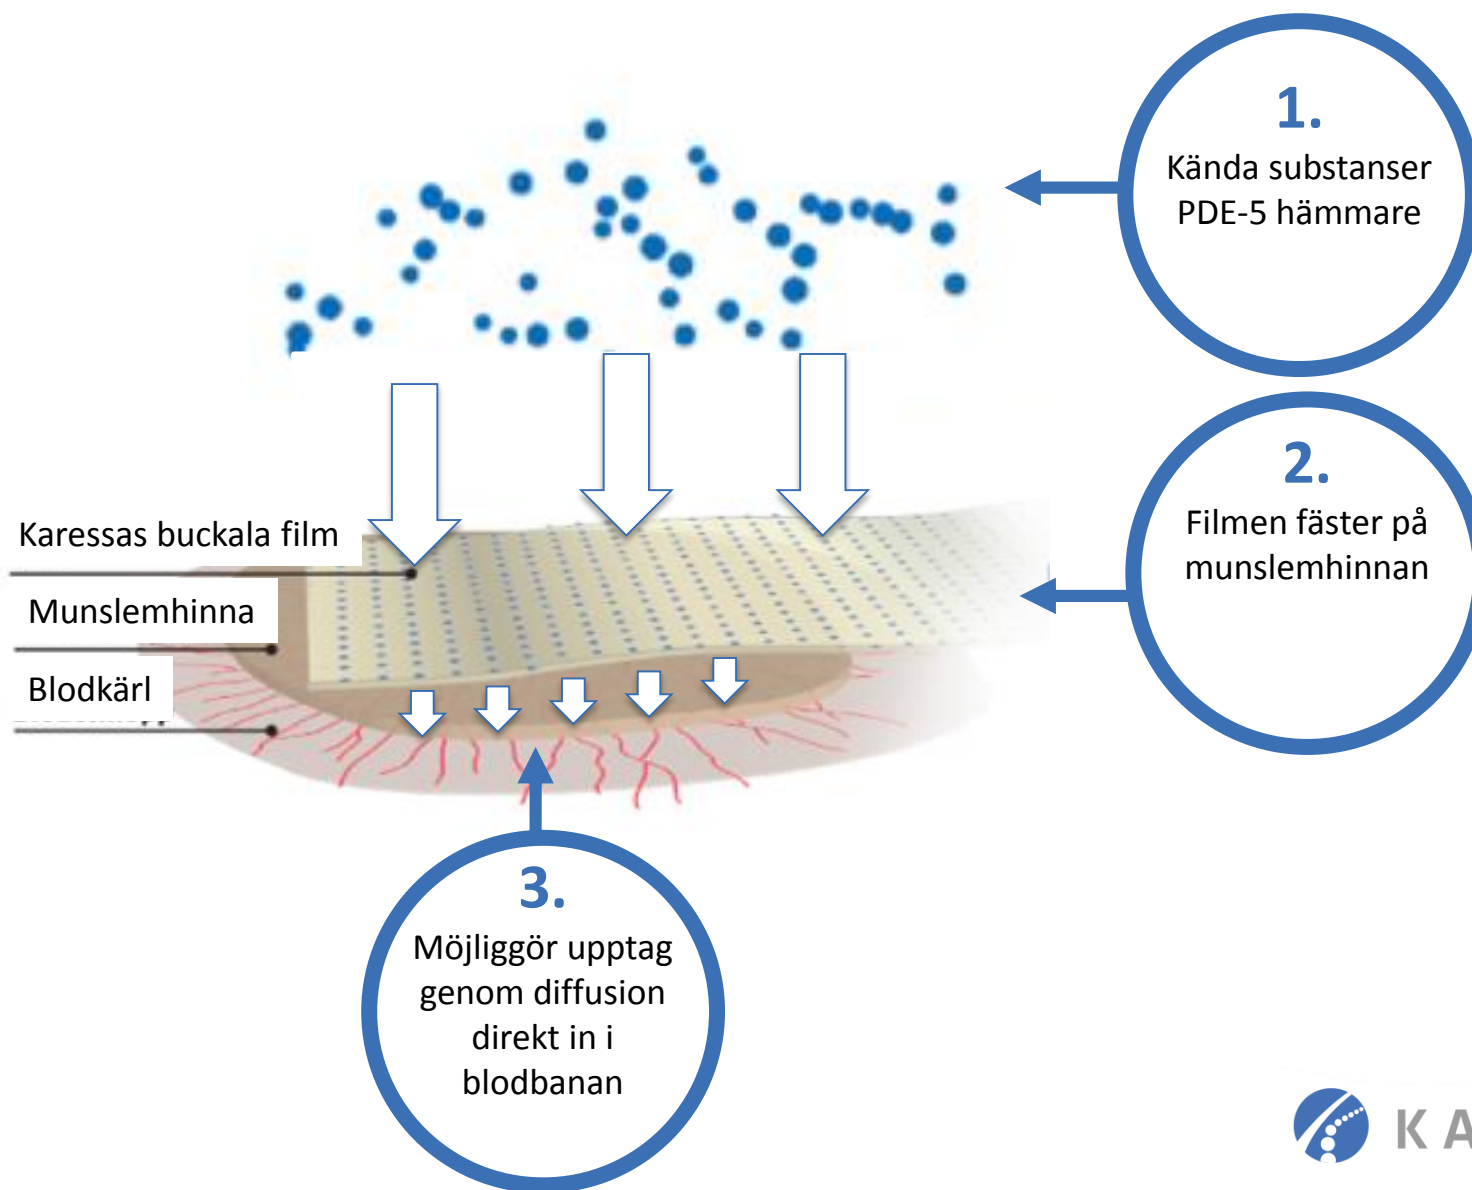 1.
Kända substanser
PDE-5 hämmare
2.
Filmen fäster på
munslemhinnan
Karessas buckala film
Munslemhinna
Blodkärl
3.
Möjliggör upptag
genom diffusion
direkt in i
blodbanan
K A